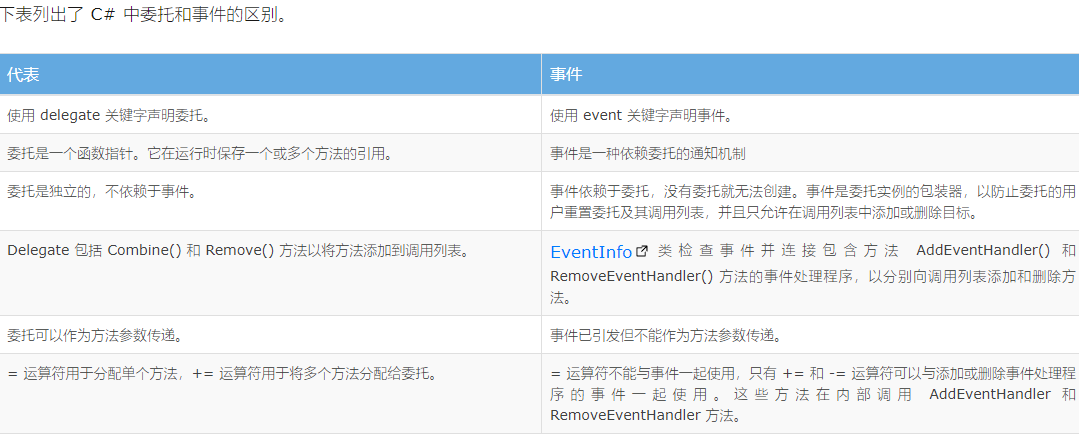 下表列出了 C# 中委托和事件的区别。
代表
事件
使用 delegate 关键字声明委托。
使用 event 关键字声明事件。
委托是一个函数指针。它在运行时保存一个或多个方法的引用。
事件是一种依赖委托的通知机制
委托是独立的，不依赖于事件。
事件依赖于委托，没有委托就无法创建。事件是委托实例的包装器，以防止委托的用
户重置委托及其调用列表，并且只允许在调用列表中添加或删除目标。
Delegate 包括 Combine() 和 Remove() 方法以将方法添加到调用列表。
EventInfo 类检查事件并连接包含方法 AddEventHandler() 和
RemoveEventHandler() 方法的事件处理程序，以分别向调用列表添加和删除方
法。
委托可以作为方法参数传递。
事件已引发但不能作为方法参数传递。
= 运算符用于分配单个方法，+= 运算符用于将多个方法分配给委托。
= 运算符不能与事件一起使用，只有 += 和 -= 运算符可以与添加或删除事件处理程
序的事件一起使用。这些方法在内部调用 AddEventHandler 和
RemoveEventHandler 方法。